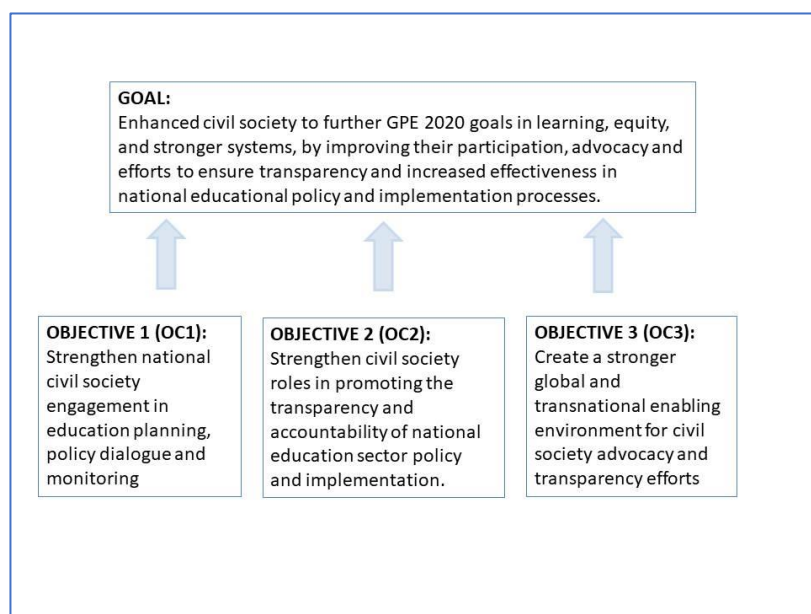 GOAL:
Enhanced civil society to further GPE 2020 goals in learning, equity,
and stronger systems, by improving their participation, advocacy and
efforts to ensure transparency and increased effectiveness in
national educational policy and implementation processes.
OBJECTIVE 1 (OC1):
Strengthen national
civil society
engagement in
education planning,
policy dialogue and
monitoring
OBJECTIVE 2 (OC2):
Strengthen civil society
roles in promoting the
transparency and
accountability of national
education sector policy
and implementation.
OBJECTIVE 3 (OC3):
Create a stronger
global and
transnational enabling
environment for civil
society advocacy and
transparency efforts